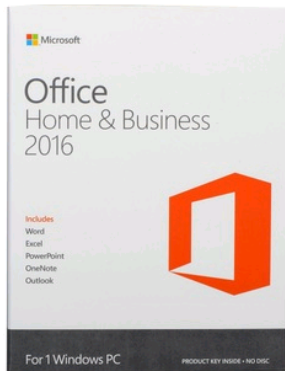 Microsoft
Office
Home & Business
2016
Includes
Word
Excel
PowerPoint
OneNote
Outlook
For 1 Windows PC
PRODUCT KEY INSIDE • NO DISC